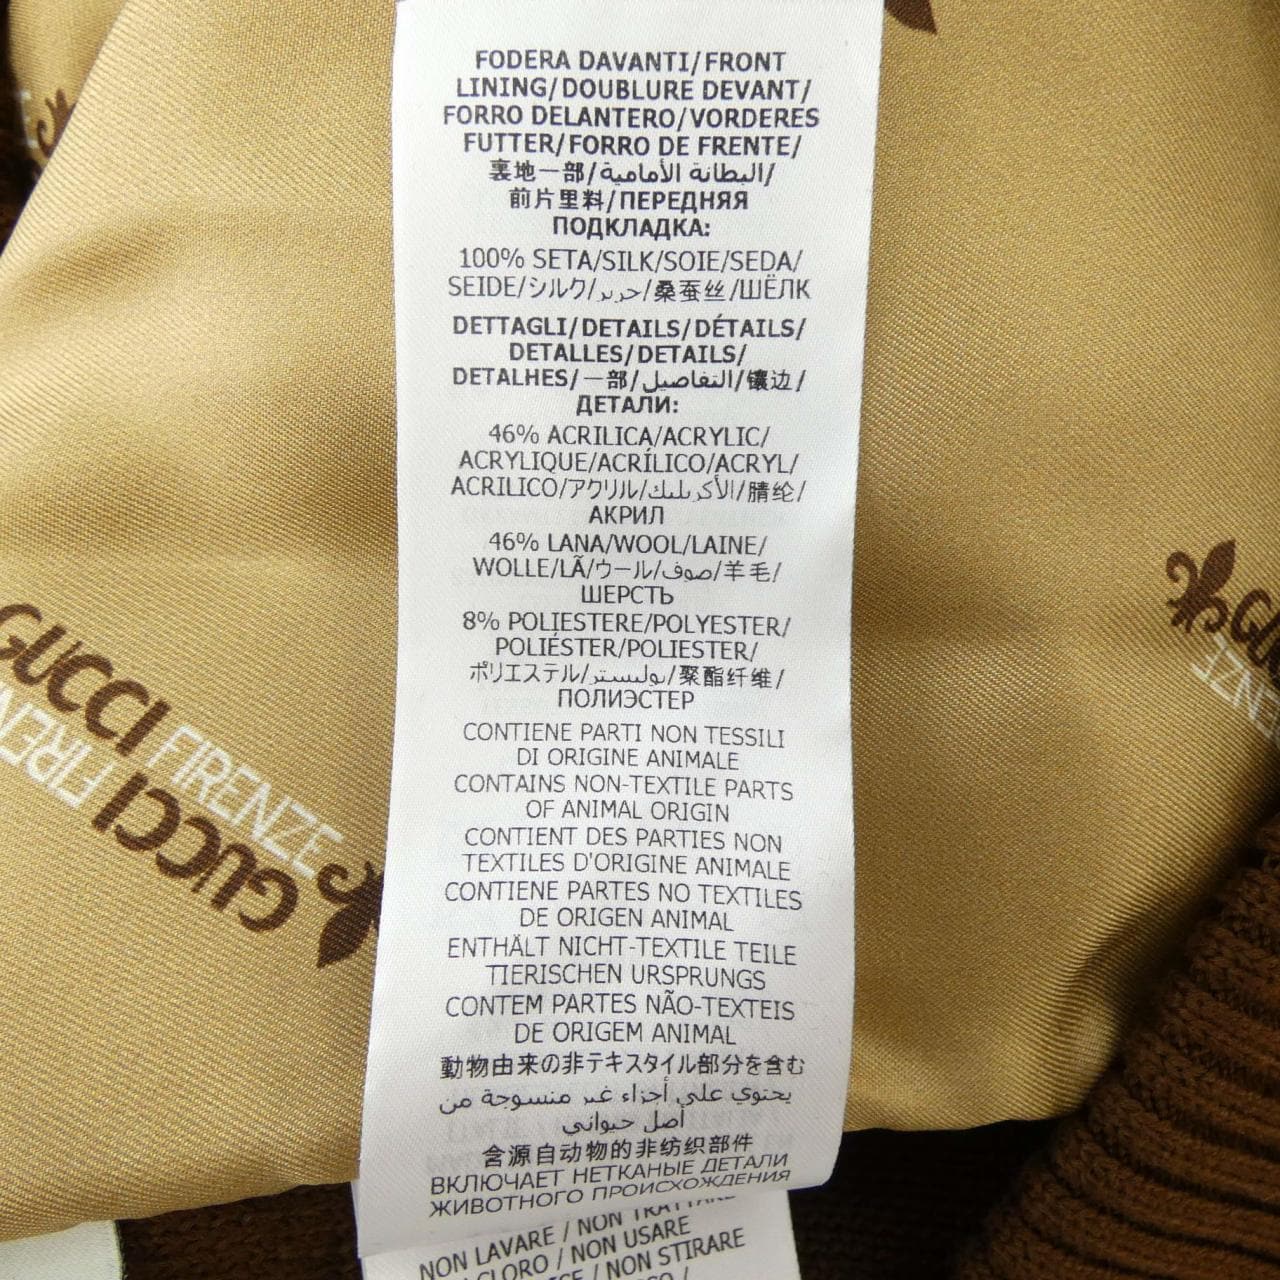 FODERA DAVANTI/FRONT
LINING/DOUBLURE DEVANT/
FORRO DELANTERO/VORDERES
FUTTER/FORRO DE FRENTE/
裏地一部/البطانة الأمامية/
前片里料/ПЕРЕДНЯЯ
ПОДКЛАДКА:
100% SETA/SILK/SOIE/SEDA/
SEIDE/シルク/حرير/桑蚕丝/ШЁЛК
DETTAGLI/DETAILS/DÉTAILS/
DETALLES/DETAILS/
DETALHES/一部/التفاصيل/镶边/
ДЕТАЛИ:
46% ACRILICA/ACRYLIC/
ACRYLIQUE/ACRÍLICO/ACRYL/
ACRILICO/アクリル/الأكريليك/腈纶/
АКРИЛ
46% LANA/WOOL/LAINE/
WOLLE/LÃ/ウール/صوف/羊毛/
ШЕРСТЬ
8% POLIESTERE/POLYESTER/
POLIÉSTER/POLIESTER/
ポリエステル/بوليستر/聚酯纤维/
ПОЛИЭСТЕР
CONTIENE PARTI NON TESSILI
DI ORIGINE ANIMALE
CONTAINS NON-TEXTILE PARTS
OF ANIMAL ORIGIN
CONTIENT DES PARTIES NON
TEXTILES D'ORIGINE ANIMALE
CONTIENE PARTES NO TEXTILES
DE ORIGEN ANIMAL
ENTHÄLT NICHT-TEXTILE TEILE
TIERISCHEN URSPRUNGS
CONTEM PARTES NÃO-TEXTEIS
DE ORIGEM ANIMAL
動物由来の非テキスタイル部分を含む
يحتوي على أجزاء غير منسوجة من
أصل حيواني
含源自动物的非纺织部件
ВКЛЮЧАЕТ НЕТКАНЫЕ ДЕТАЛИ
ЖИВОТНОГО ПРОИСХОЖДЕНИЯ
NON LAVARE / NON TRATTARE
CLORO / NON USARE
/ NON STIRARE
GUCCI FIRENZE
GUCCI FIRENZE